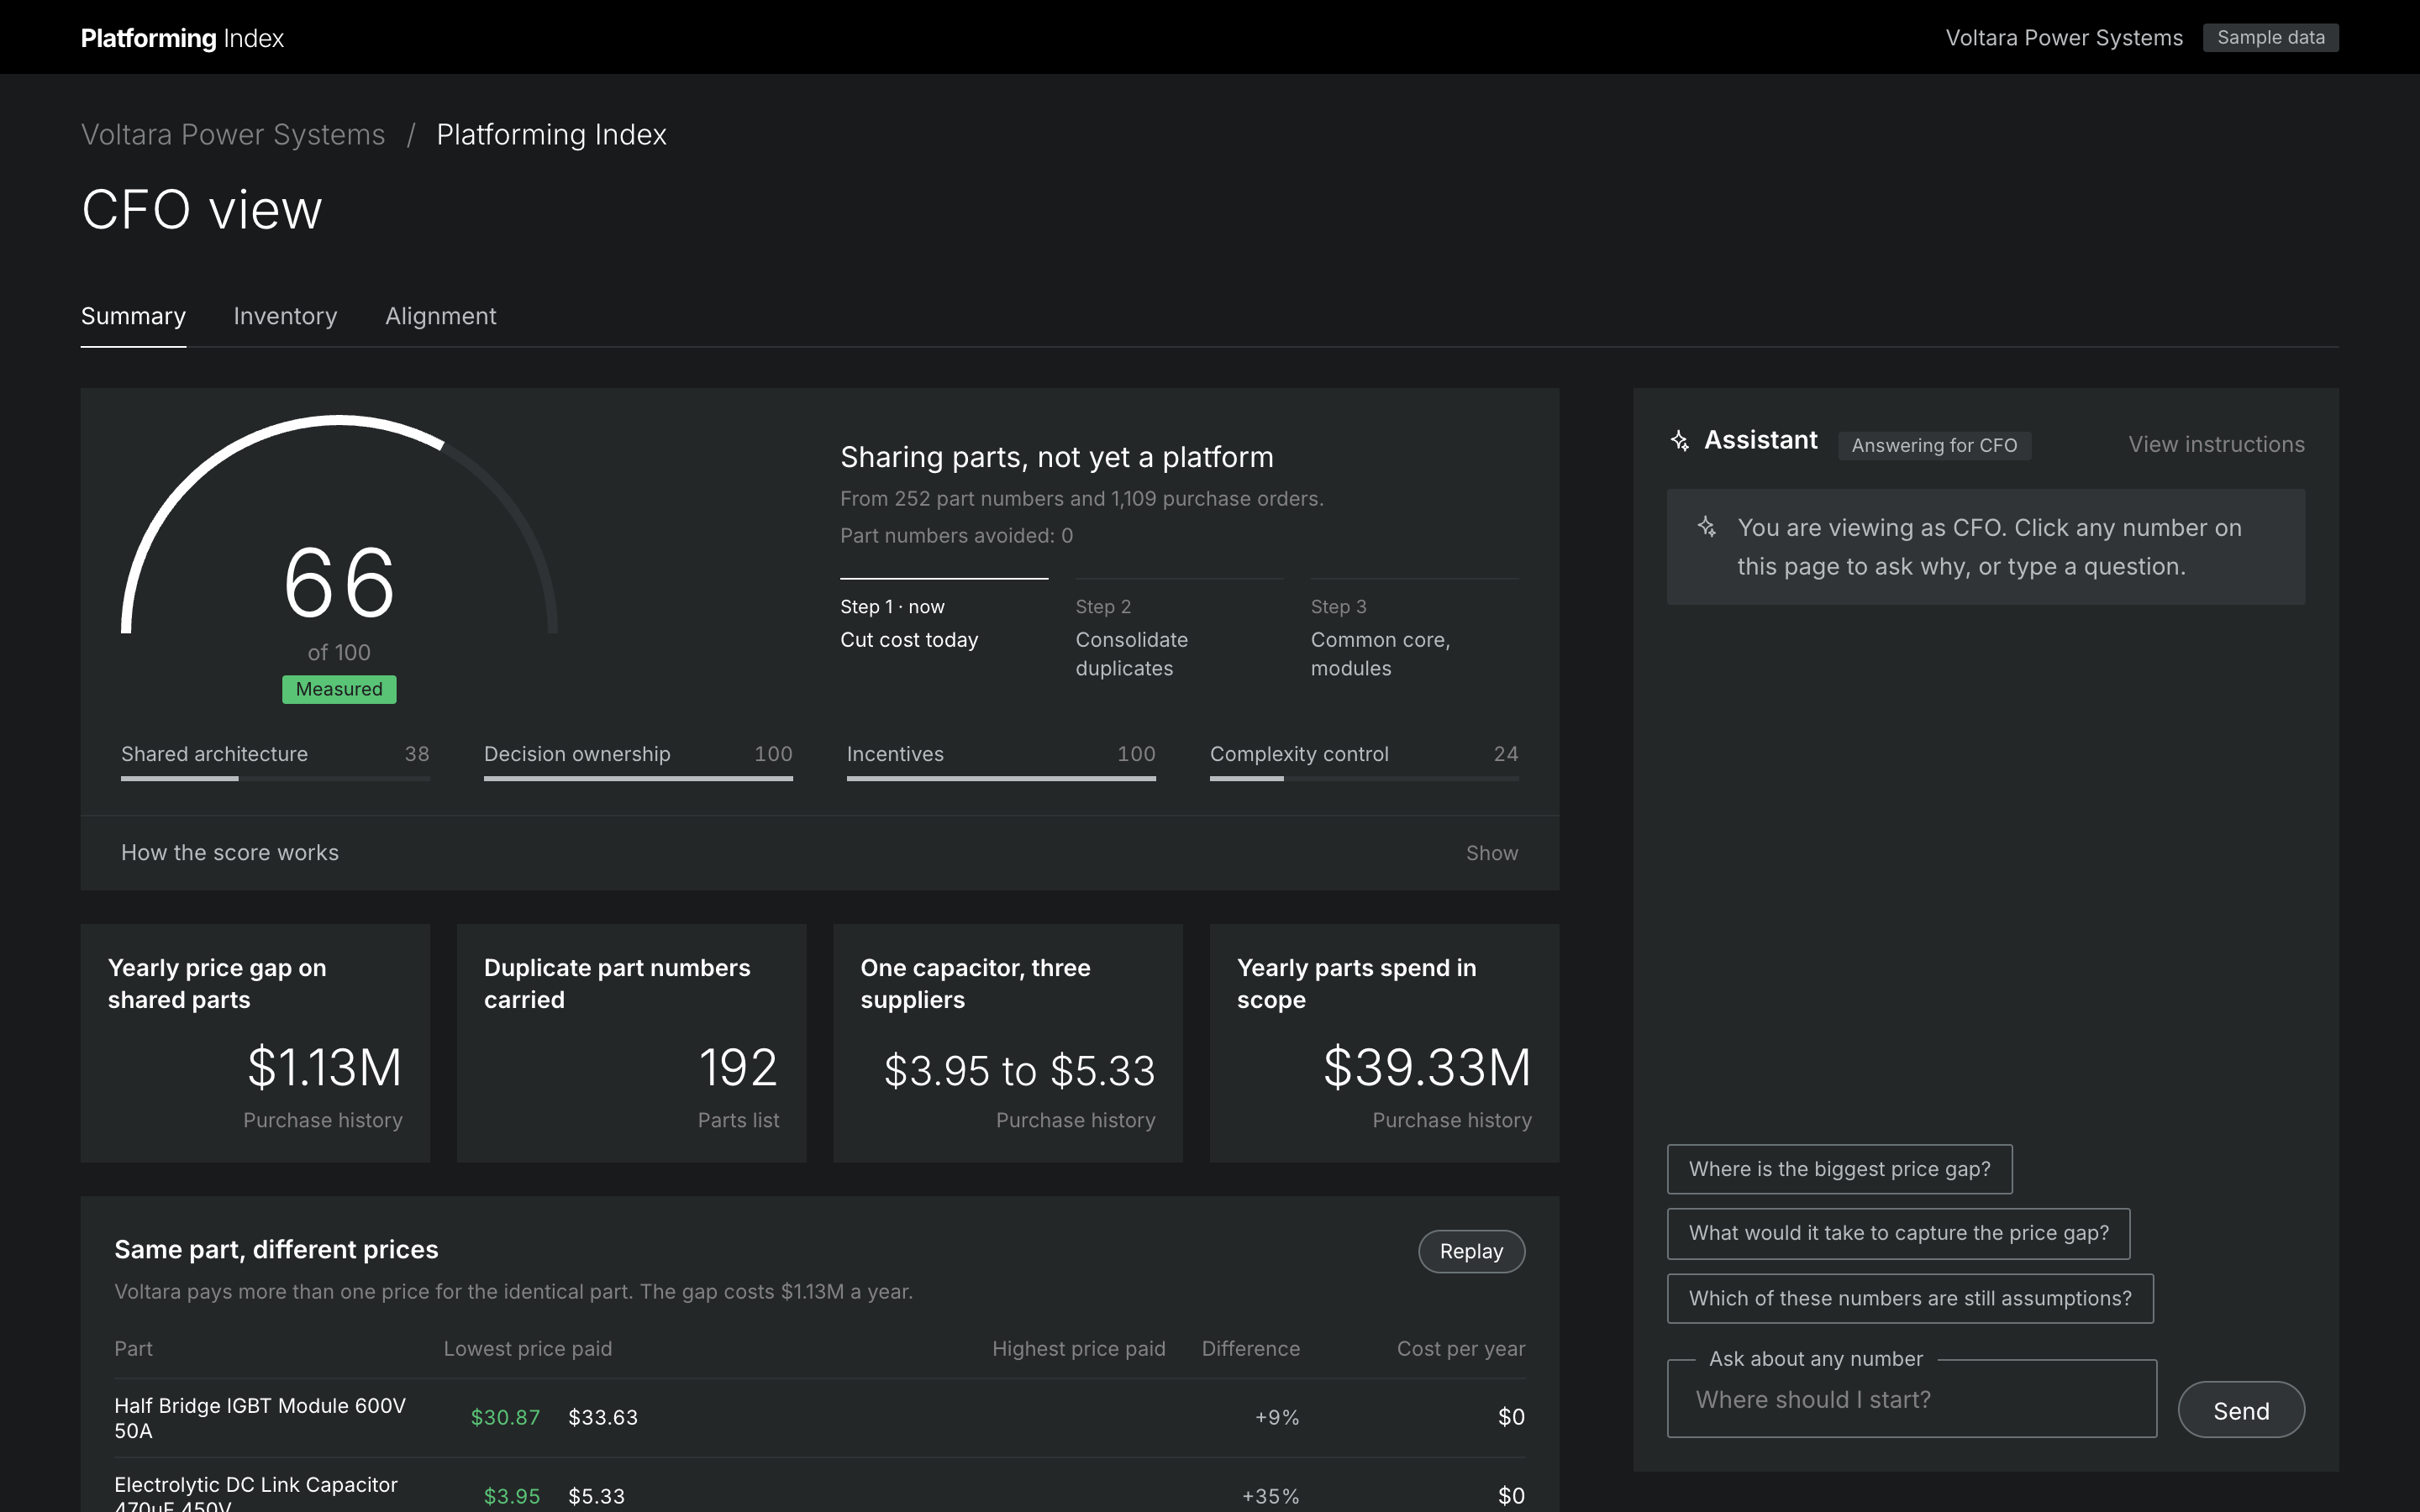 Platforming Index
Voltara Power Systems
Sample data
Voltara Power Systems / Platforming Index
CFO view
Summary
Inventory
Alignment
66
of 100
Measured
Sharing parts, not yet a platform
From 252 part numbers and 1,109 purchase orders.
Part numbers avoided: 0
Step 1 · now
Cut cost today
Step 2
Consolidate
duplicates
Step 3
Common core,
modules
Shared architecture 38
Decision ownership 100
Incentives 100
Complexity control 24
How the score works
Show
Yearly price gap on
shared parts
$1.13M
Purchase history
Duplicate part numbers
carried
192
Parts list
One capacitor, three
suppliers
$3.95 to $5.33
Purchase history
Yearly parts spend in
scope
$39.33M
Purchase history
Same part, different prices
Replay
Voltara pays more than one price for the identical part. The gap costs $1.13M a year.
Part Lowest price paid Highest price paid Difference Cost per year
Half Bridge IGBT Module 600V
50A
$30.87 $33.63 +9% $0
Electrolytic DC Link Capacitor
470uF 450V
$3.95 $5.33 +35% $0
Assistant
Answering for CFO
View instructions
You are viewing as CFO. Click any number on
this page to ask why, or type a question.
Where is the biggest price gap?
What would it take to capture the price gap?
Which of these numbers are still assumptions?
Ask about any number
Where should I start?
Send